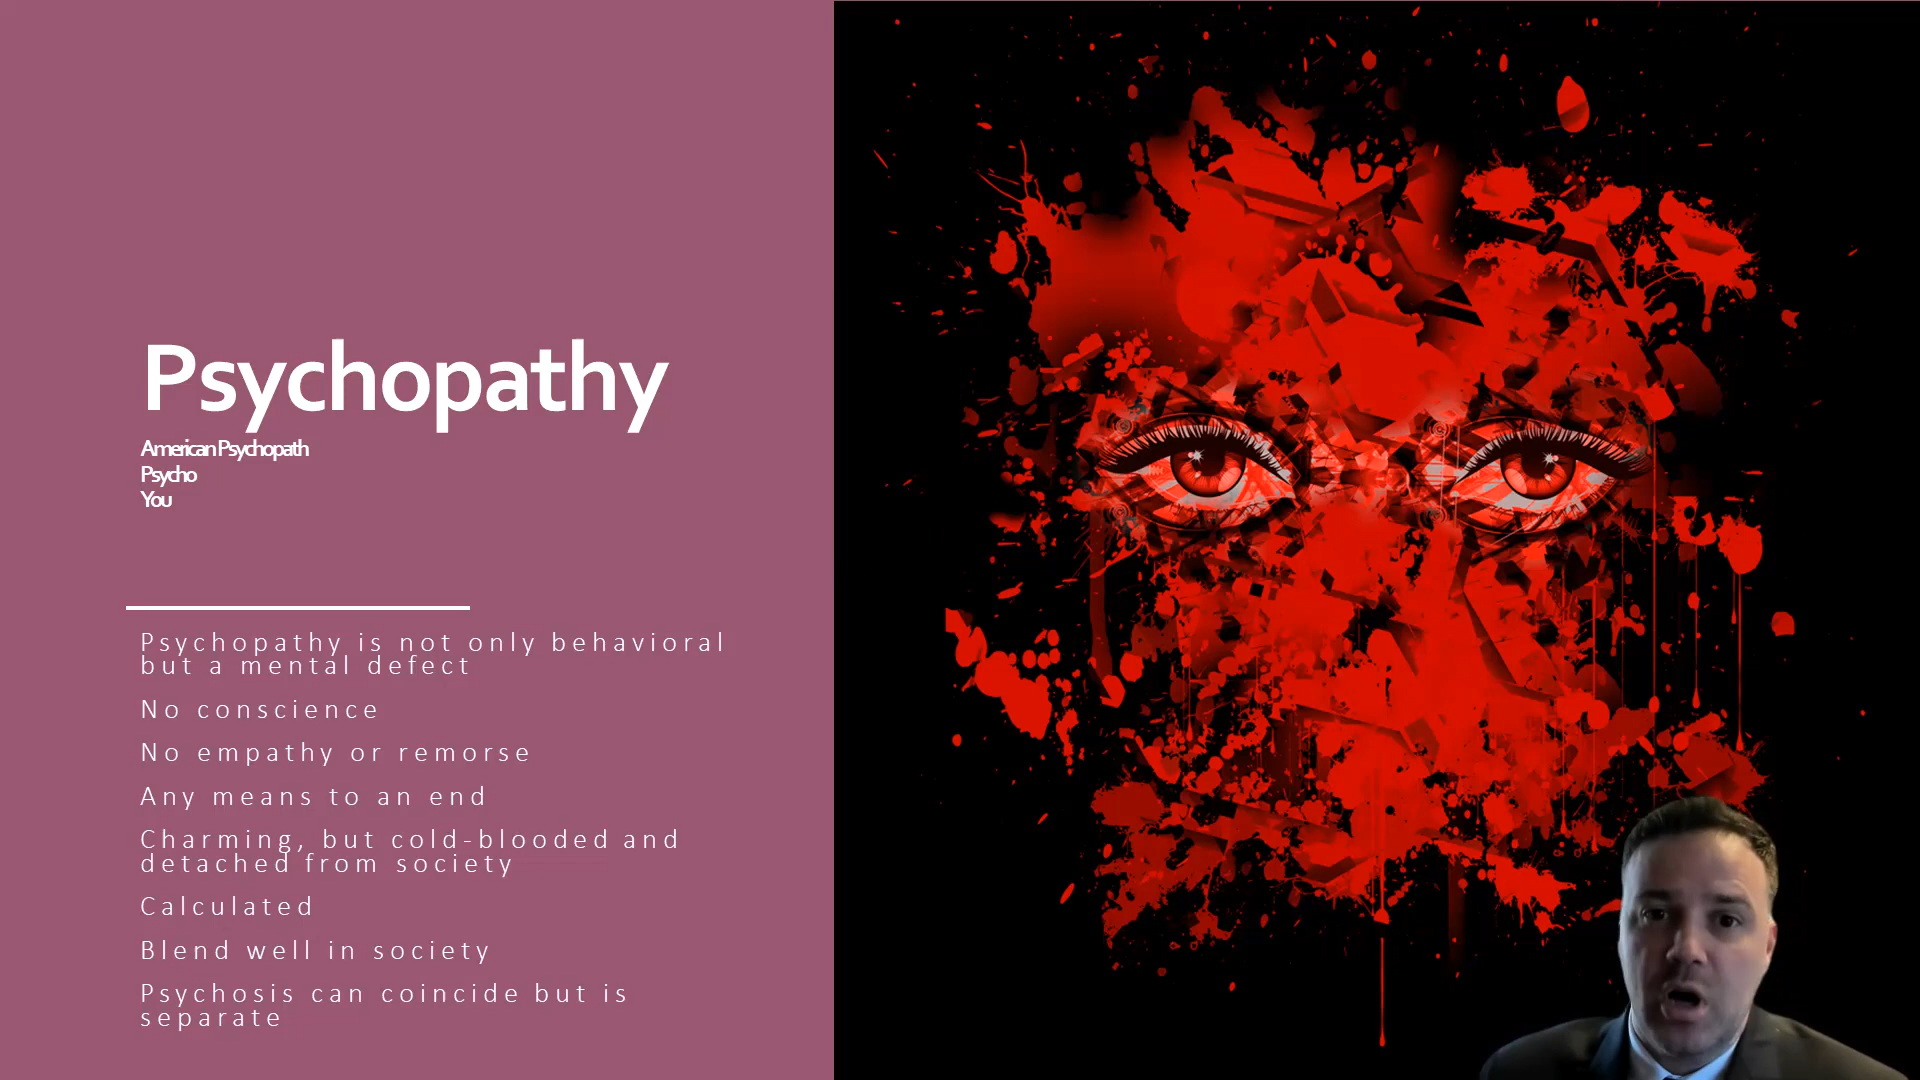 Psychopathy
American Psychopath
Psycho
You
Psychopathy is not only behavioral
but a mental defect
No conscience
No empathy or remorse
Any means to an end
Charming, but cold-blooded and
detached from society
Calculated
Blend well in society
Psychosis can coincide but is
separate